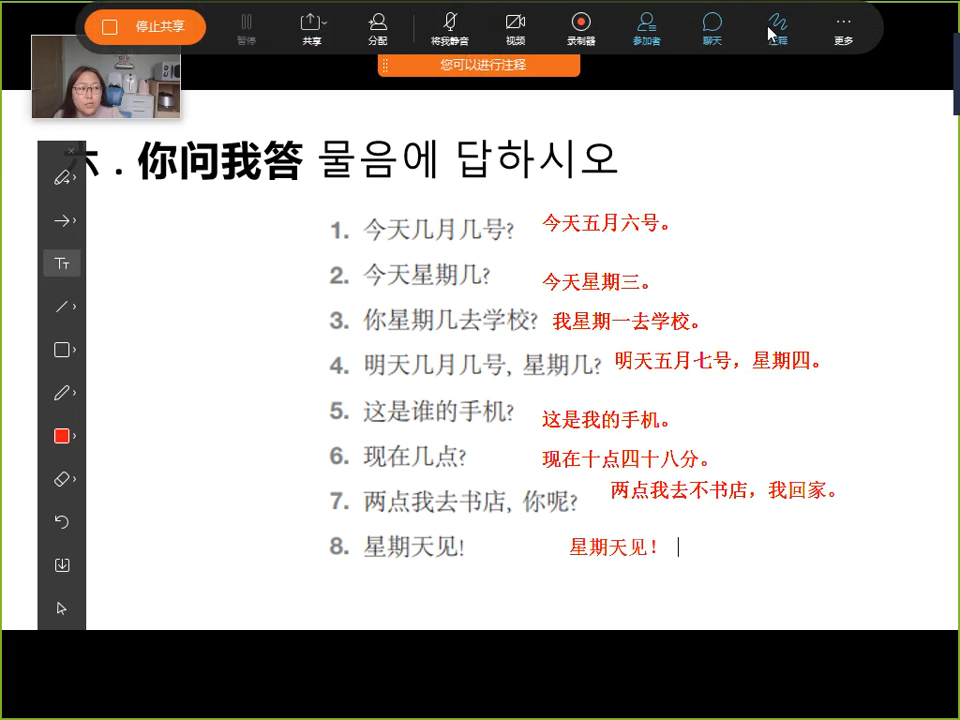 停止共享
暂停
共享
分配
将我静音
视频
录制器
参加者
聊天
注释
更多
您可以进行注释
六 . 你问我答 물음에 답하시오
1. 今天几月几号? 今天五月六号。
2. 今天星期几? 今天星期三。
3. 你星期几去学校? 我星期一去学校。
4. 明天几月几号, 星期几? 明天五月七号，星期四。
5. 这是谁的手机? 这是我的手机。
6. 现在几点? 现在十点四十八分。
7. 两点我去书店, 你呢? 两点我去不书店，我回家。
8. 星期天见! 星期天见！